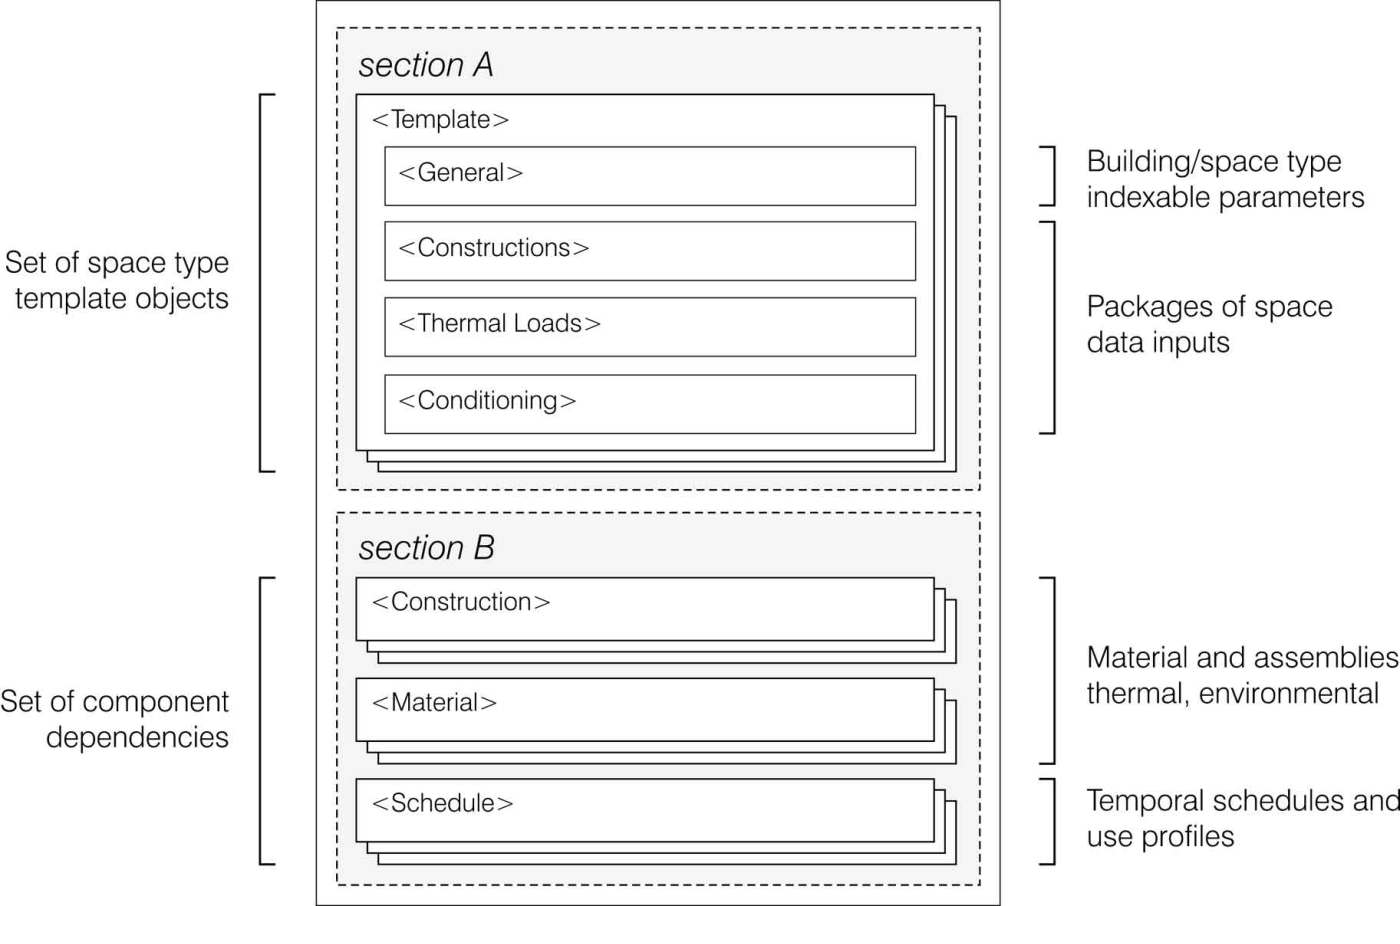 section A
<Template>
<General>
<Constructions>
<Thermal Loads>
<Conditioning>
Set of space type
template objects
Building/space type
indexable parameters
Packages of space
data inputs
section B
<Construction>
<Material>
<Schedule>
Set of component
dependencies
Material and assemblies
thermal, environmental
Temporal schedules and
use profiles